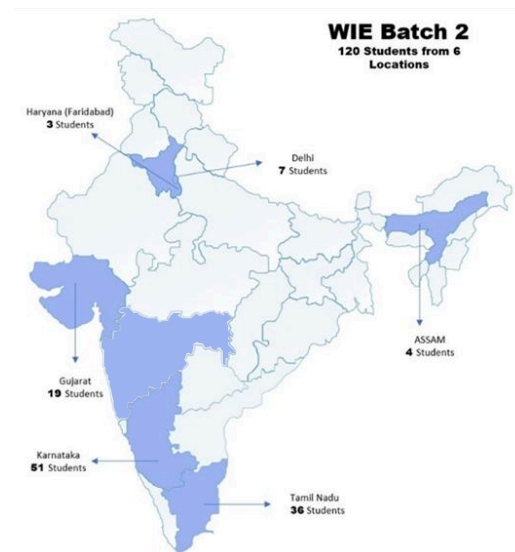 WIE Batch 2
120 Students from 6
Locations
Haryana (Faridabad)
3 Students
Delhi
7 Students
ASSAM
4 Students
Gujarat
19 Students
Karnataka
51 Students
Tamil Nadu
36 Students